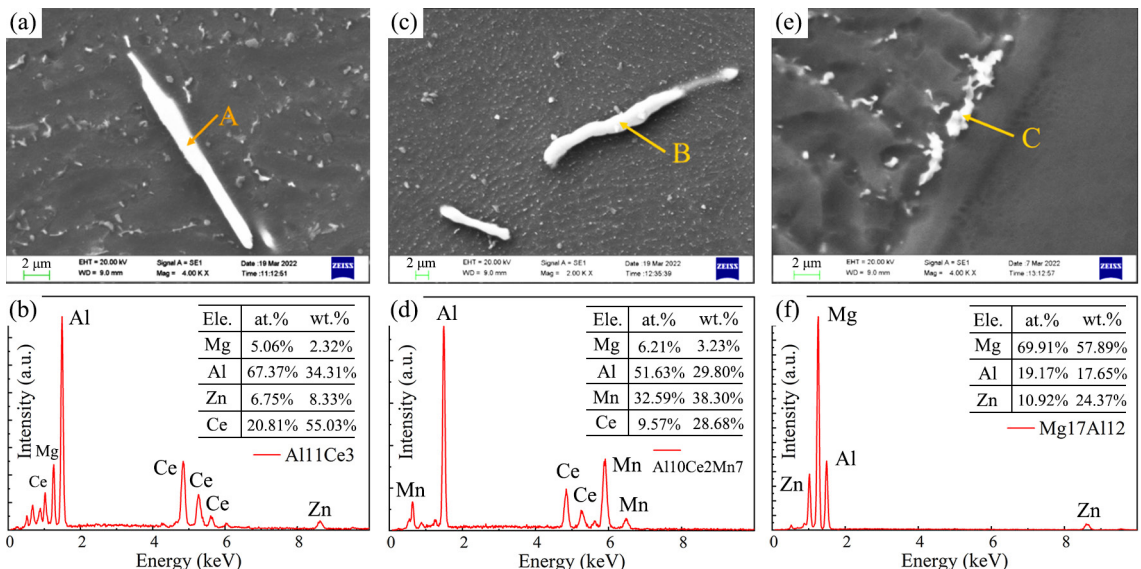 (a)
A
2 μm
EHT = 20.00 kV
WD = 9.0 mm
Signal A = SE1
Mag = 4.00 K X
Date :19 Mar 2022
Time :11:12:51
ZEISS
(c)
B
2 μm
EHT = 20.00 kV
WD = 9.0 mm
Signal A = SE1
Mag = 2.00 K X
Date :19 Mar 2022
Time :12:35:39
ZEISS
(e)
C
2 μm
EHT = 20.00 kV
WD = 9.0 mm
Signal A = SE1
Mag = 4.00 K X
Date :7 Mar 2022
Time :13:12:57
ZEISS
(b)
Al
Ele. at.% wt.%
Mg 5.06% 2.32%
Al 67.37% 34.31%
Zn 6.75% 8.33%
Ce 20.81% 55.03%
Al11Ce3
Mg
Ce
Ce
Ce
Ce
Zn
Intensity (a.u.)
0 2 4 6 8
Energy (keV)
(d)
Al
Ele. at.% wt.%
Mg 6.21% 3.23%
Al 51.63% 29.80%
Mn 32.59% 38.30%
Ce 9.57% 28.68%
Al10Ce2Mn7
Mn
Ce
Ce
Mn
Mn
Intensity (a.u.)
0 2 4 6 8
Energy (keV)
(f)
Mg
Ele. at.% wt.%
Mg 69.91% 57.89%
Al 19.17% 17.65%
Zn 10.92% 24.37%
Mg17Al12
Al
Zn
Zn
Intensity (a.u.)
0 2 4 6 8
Energy (keV)